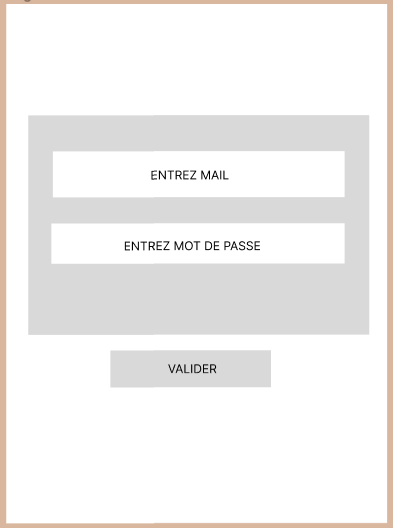 ENTREZ MAIL
ENTREZ MOT DE PASSE
VALIDER